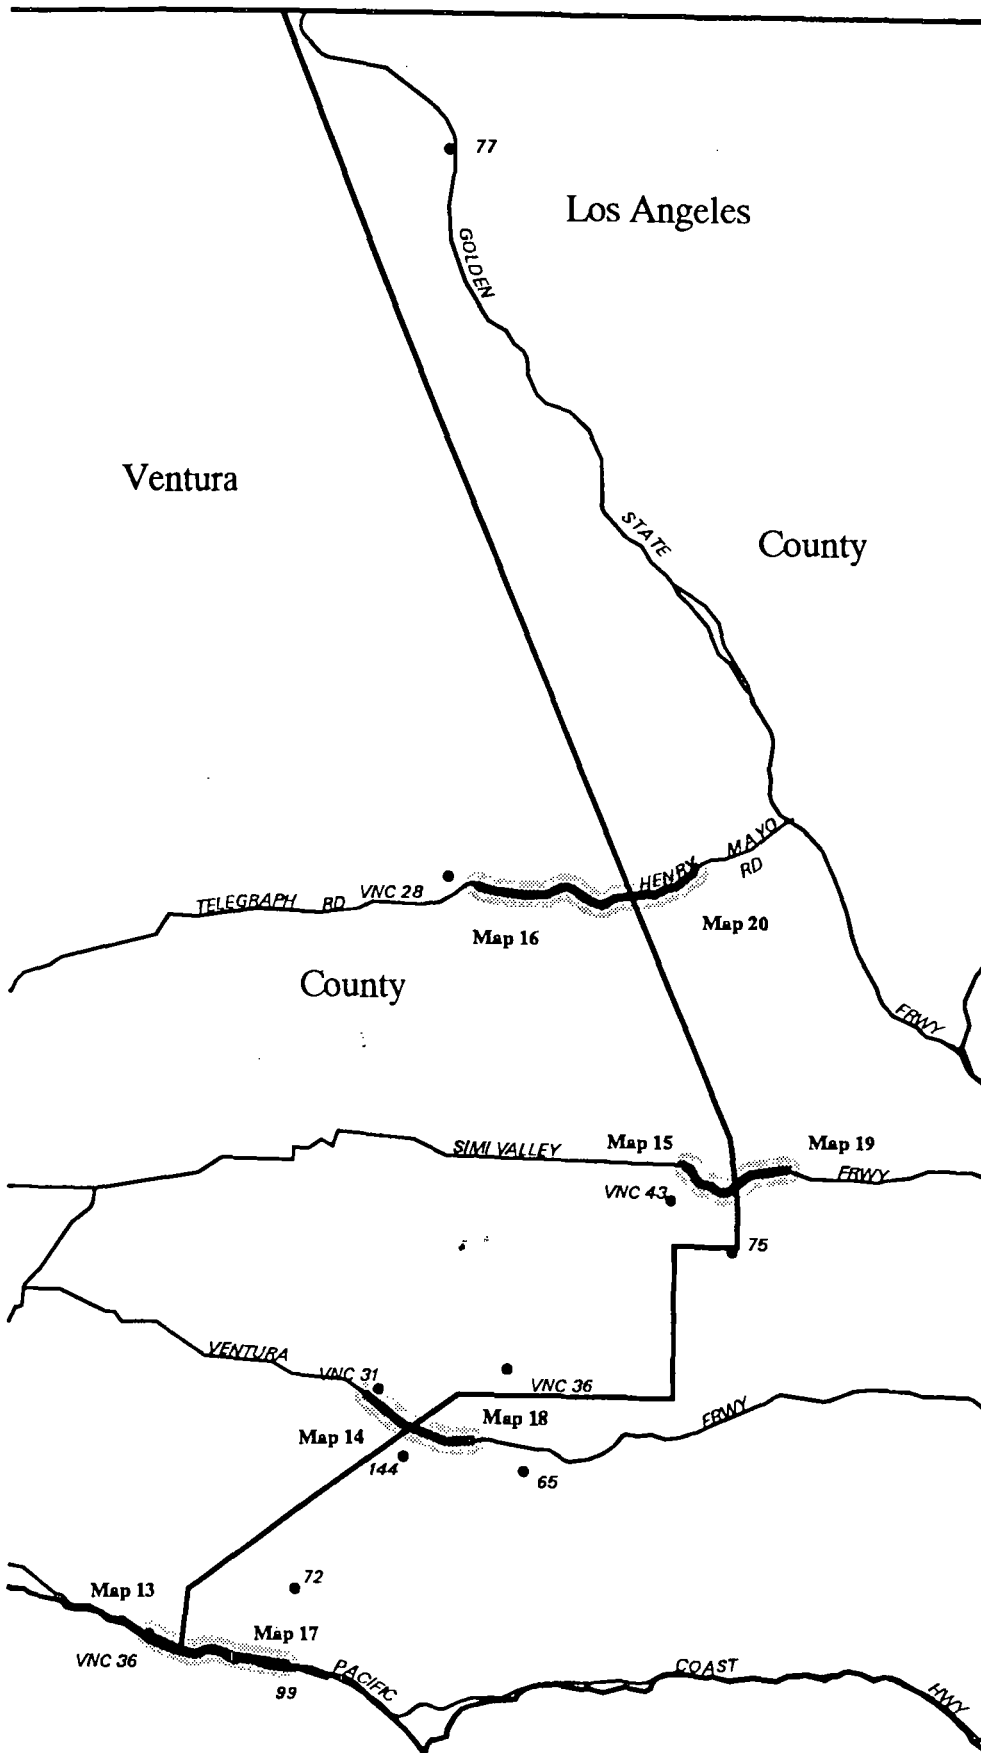 77
Los Angeles
GOLDEN
Ventura
STATE
County
MAYO
HENRY
RD
VNC 28
TELEGRAPH RD
Map 20
Map 16
County
FRWY
Map 15
Map 19
SIMI VALLEY
FRWY
VNC 43
75
VENTURA
VNC 31
VNC 36
Map 18
FRWY
Map 14
144
65
72
Map 13
Map 17
VNC 36
PACIFIC
COAST
99
HWY